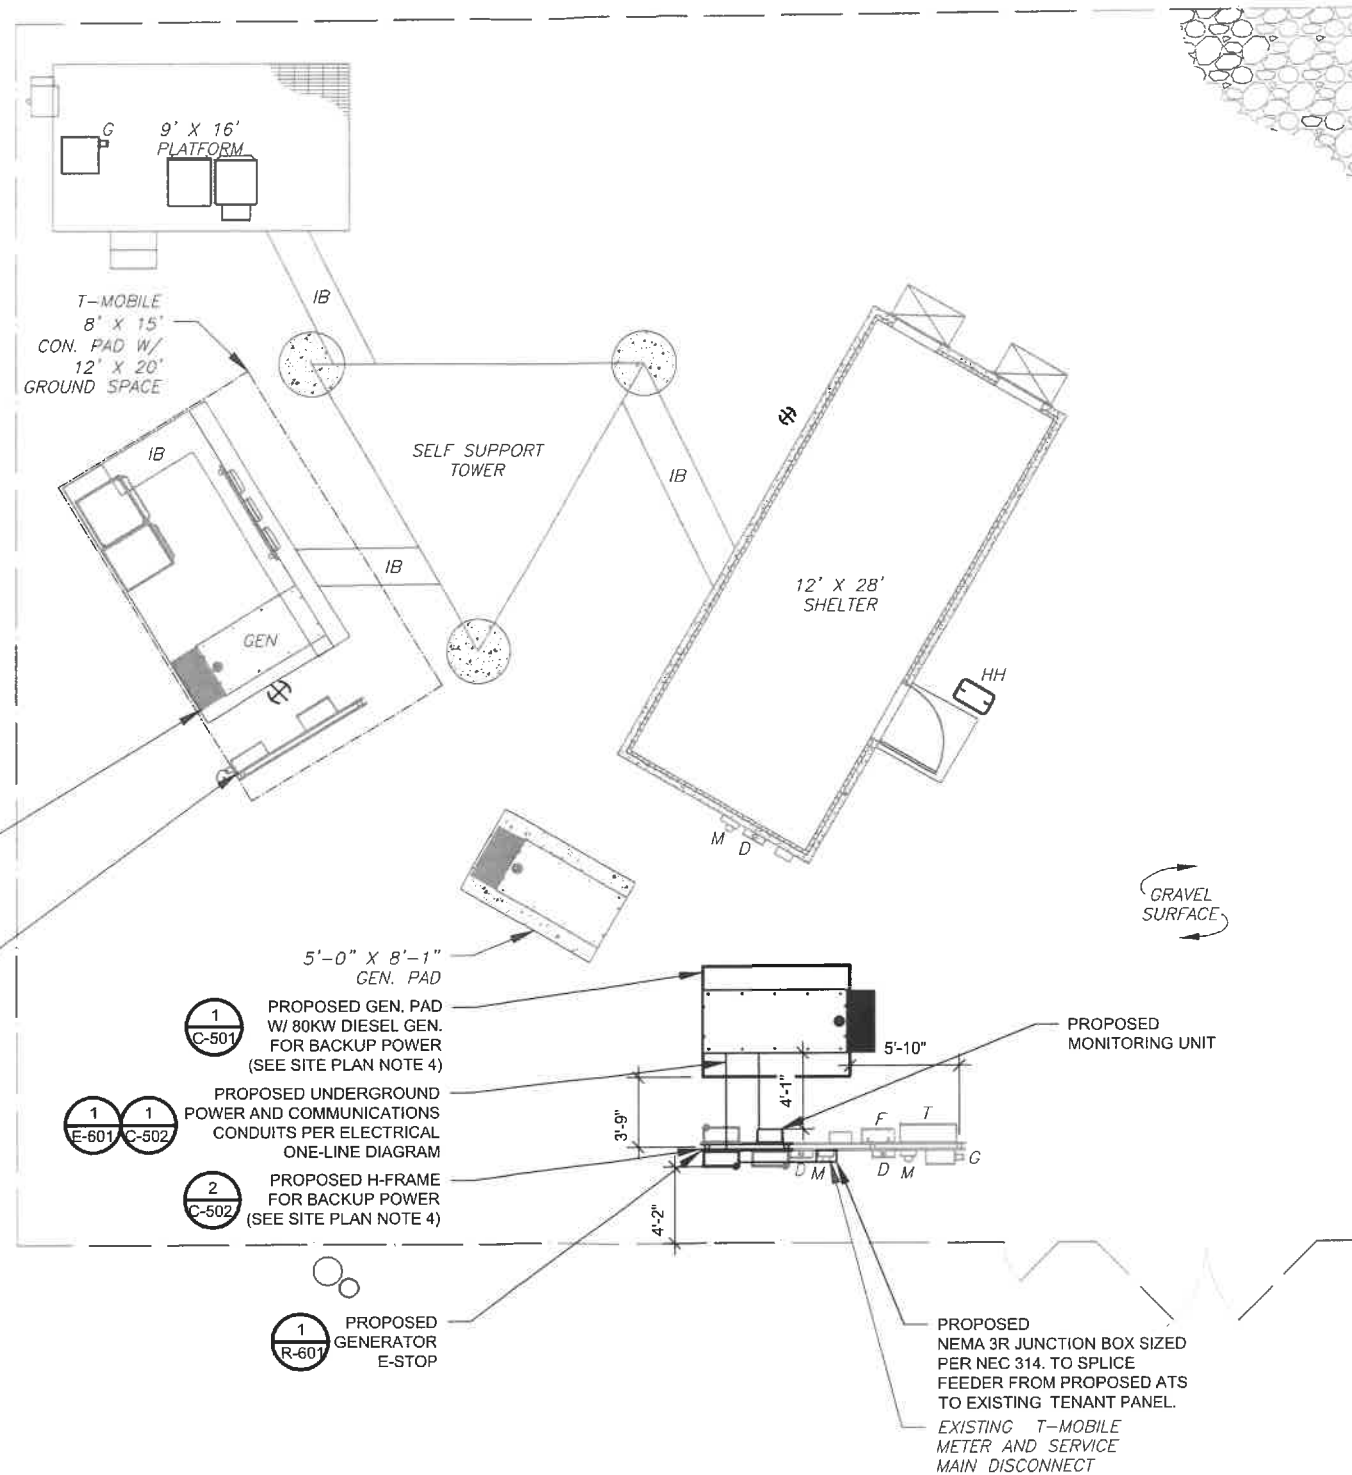 G
9' X 16'
PLATFORM
IB
T-MOBILE
8' X 15'
CON. PAD W/
12' X 20'
GROUND SPACE
IB
SELF SUPPORT
TOWER
IB
IB
GEN
12' X 28'
SHELTER
HH
M
D
GRAVEL
SURFACE
5'-0" X 8'-1"
GEN. PAD
1
C-501
PROPOSED GEN. PAD
W/ 80KW DIESEL GEN.
FOR BACKUP POWER
(SEE SITE PLAN NOTE 4)
PROPOSED
MONITORING UNIT
5'-10"
4'-1"
3'-9"
1
E-601
1
C-502
PROPOSED UNDERGROUND
POWER AND COMMUNICATIONS
CONDUITS PER ELECTRICAL
ONE-LINE DIAGRAM
F
T
D
M
D
M
G
2
C-502
PROPOSED H-FRAME
FOR BACKUP POWER
(SEE SITE PLAN NOTE 4)
4'-2"
1
R-601
PROPOSED
GENERATOR
E-STOP
PROPOSED
NEMA 3R JUNCTION BOX SIZED
PER NEC 314. TO SPLICE
FEEDER FROM PROPOSED ATS
TO EXISTING TENANT PANEL.
EXISTING T-MOBILE
METER AND SERVICE
MAIN DISCONNECT